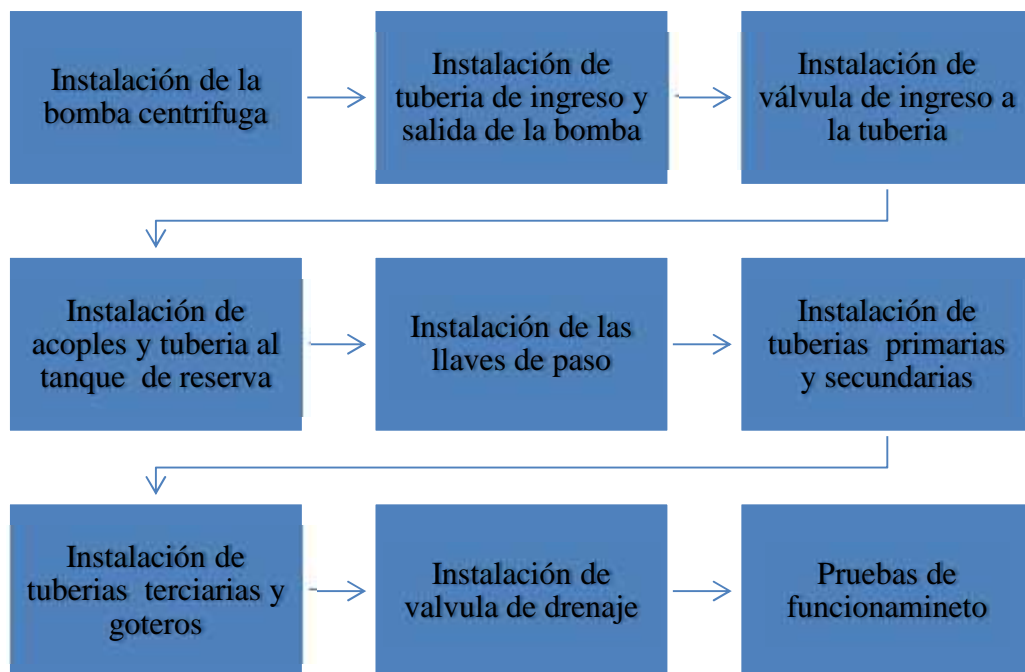 Instalación de la
bomba centrifuga
Instalación de
tuberia de ingreso y
salida de la bomba
Instalación de
válvula de ingreso a
la tuberia
Instalación de
acoples y tuberia al
tanque de reserva
Instalación de las
llaves de paso
Instalación de
tuberias primarias
y secundarias
Instalación de
tuberias terciarias y
goteros
Instalación de
valvula de drenaje
Pruebas de
funcionamineto